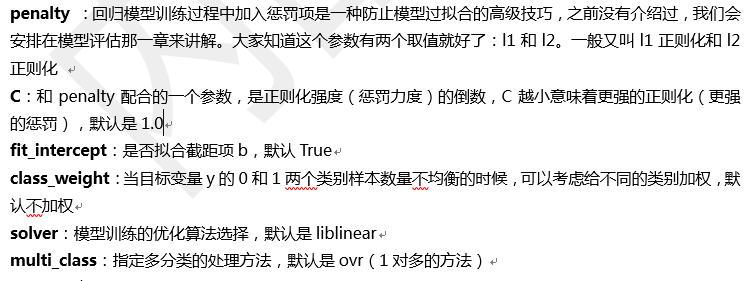 penalty ：回归模型训练过程中加入惩罚项是一种防止模型过拟合的高级技巧，之前没有介绍过，我们会
安排在模型评估那一章来讲解。大家知道这个参数有两个取值就好了：l1 和 l2。一般又叫 l1 正则化和 l2
正则化
C：和 penalty 配合的一个参数，是正则化强度（惩罚力度）的倒数，C 越小意味着更强的正则化（更强
的惩罚），默认是 1.0
fit_intercept：是否拟合截距项 b，默认 True
class_weight：当目标变量 y 的 0 和 1 两个类别样本数量不均衡的时候，可以考虑给不同的类别加权，默
认不加权
solver：模型训练的优化算法选择，默认是 liblinear
multi_class：指定多分类的处理方法，默认是 ovr（1 对多的方法）